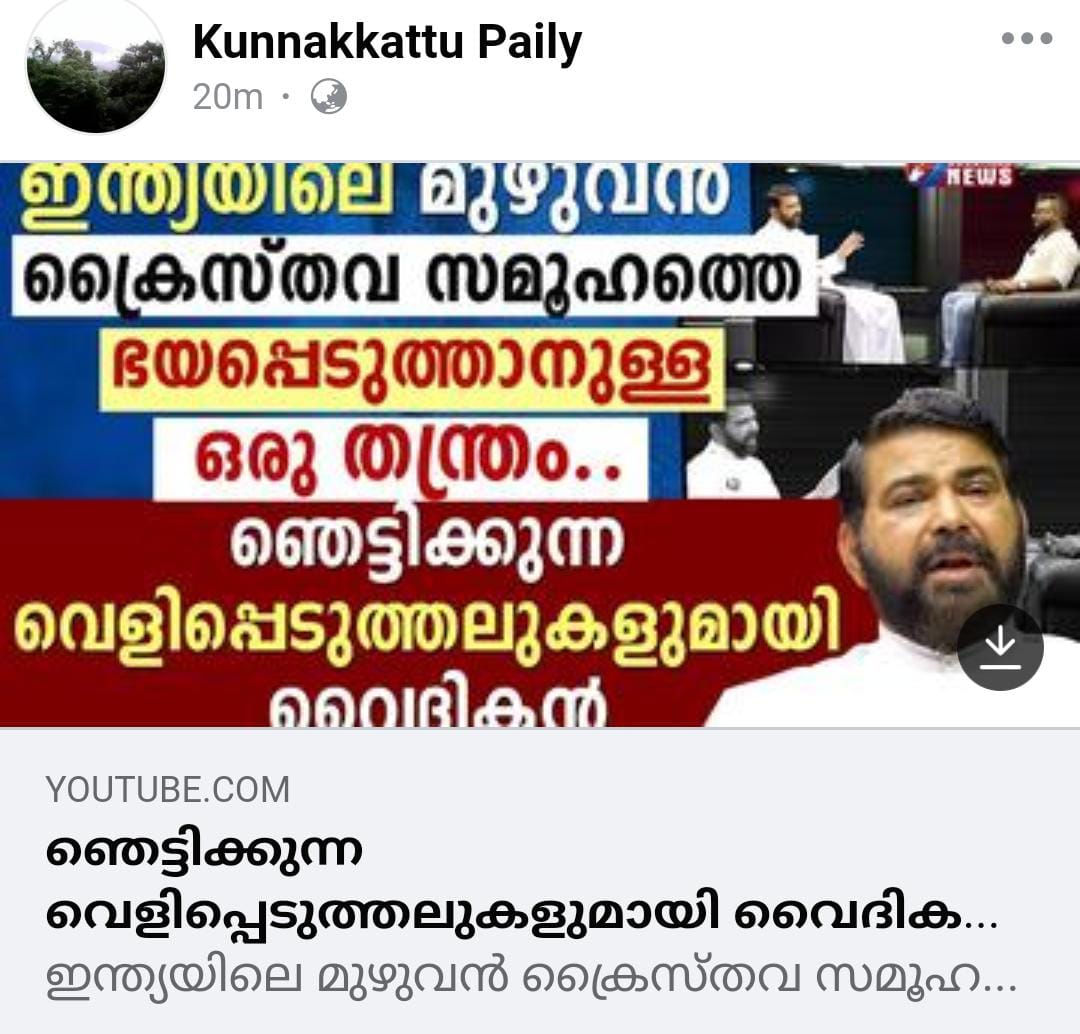 Kunnakkattu Paily
20m ·
NEWS
ഇന്ത്യയിലെ മുഴുവൻ
ക്രൈസ്തവ സമൂഹത്തെ
ഭയപ്പെടുത്താനുള്ള
ഒരു തന്ത്രം..
ഞെട്ടിക്കുന്ന
വെളിപ്പെടുത്തലുകളുമായി
വൈദികൻ
YOUTUBE.COM
ഞെട്ടിക്കുന്ന
വെളിപ്പെടുത്തലുകളുമായി വൈദിക...
ഇന്ത്യയിലെ മുഴുവൻ ക്രൈസ്തവ സമൂഹ...